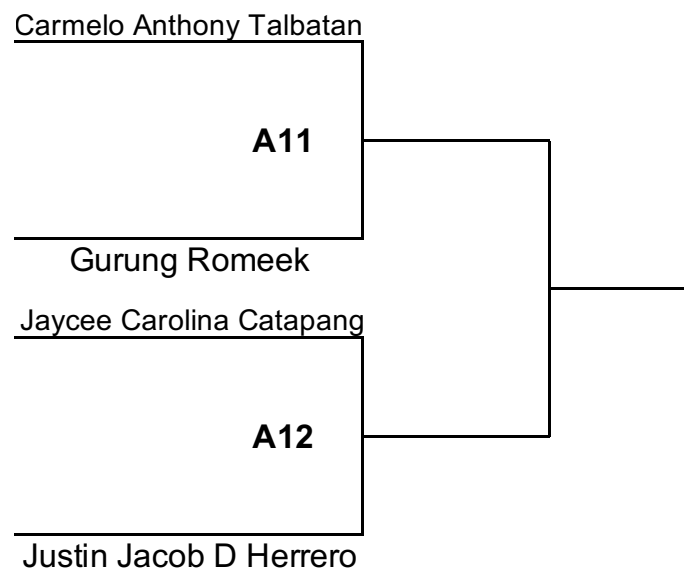 Carmelo Anthony Talbatan
A11
Gurung Romeek
Jaycee Carolina Catapang
A12
Justin Jacob D Herrero